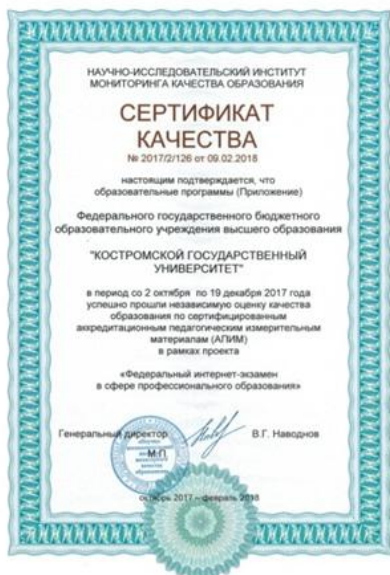 НАУЧНО-ИССЛЕДОВАТЕЛЬСКИЙ ИНСТИТУТ
МОНИТОРИНГА КАЧЕСТВА ОБРАЗОВАНИЯ
СЕРТИФИКАТ
КАЧЕСТВА
№ 2017/2/126 от 09.02.2018
настоящим подтверждается, что
образовательные программы (Приложение)
Федерального государственного бюджетного
образовательного учреждения высшего образования
"КОСТРОМСКОЙ ГОСУДАРСТВЕННЫЙ
УНИВЕРСИТЕТ"
в период со 2 октября по 19 декабря 2017 года
успешно прошли независимую оценку качества
образования по сертифицированным
аккредитационным педагогическим измерительным
материалам (АПИМ)
в рамках проекта
«Федеральный интернет-экзамен
в сфере профессионального образования»
Генеральный директор В.Г. Наводнов
М.П.
октябрь 2017 – февраль 2018